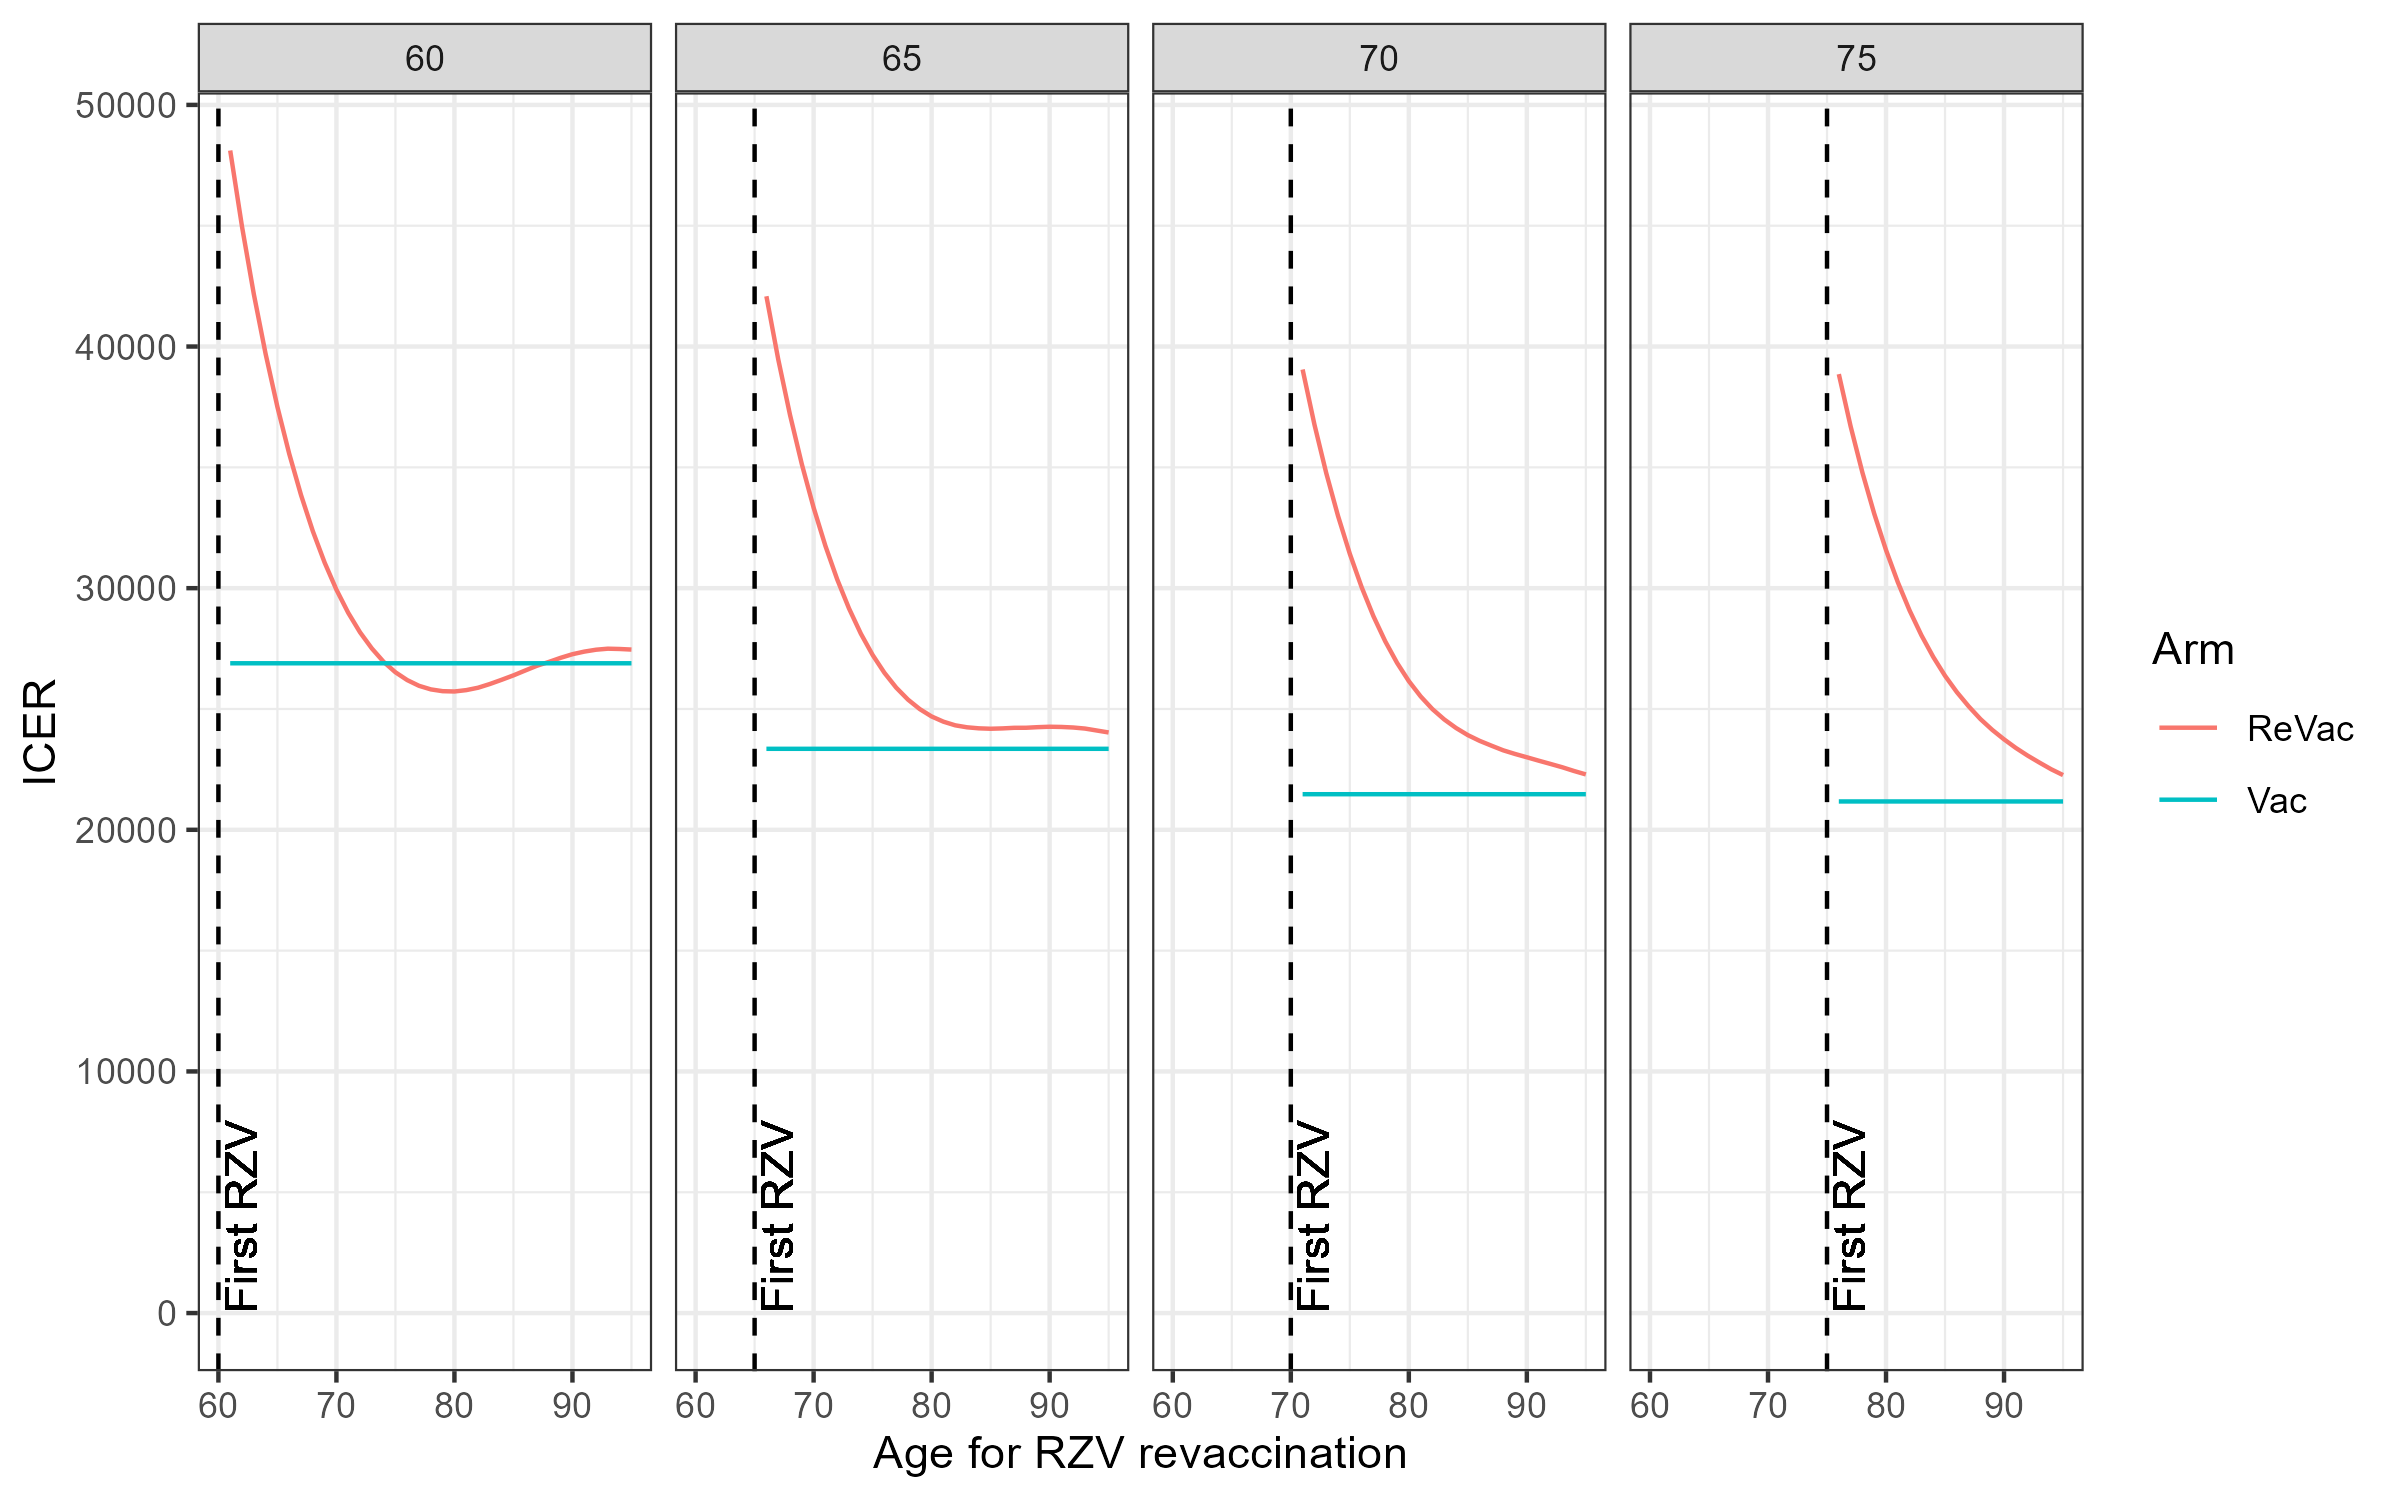 60 65 70 75
50000
40000
30000
20000
10000
0
ICER
First RZV
First RZV
First RZV
First RZV
60 70 80 90 60 70 80 90 60 70 80 90 60 70 80 90
Age for RZV revaccination
Arm
ReVac
Vac